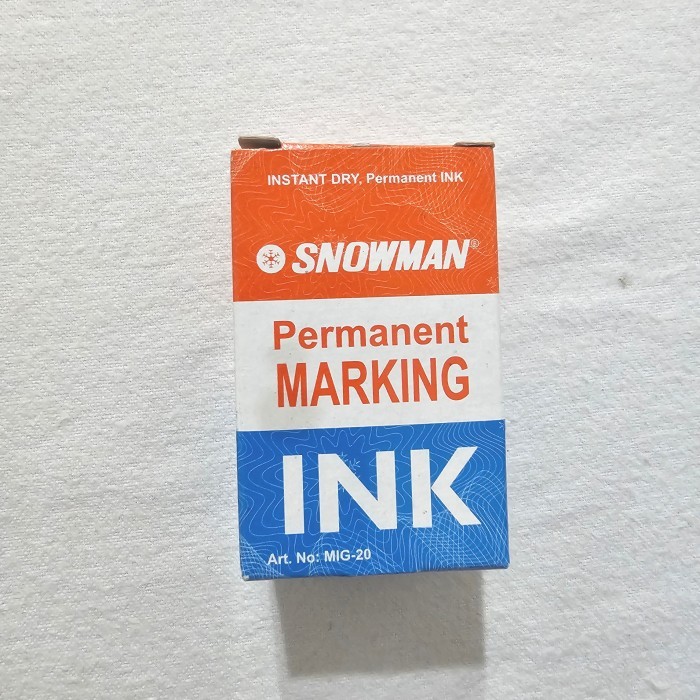 INSTANT DRY, Permanent INK
SNOWMAN®
Permanent
MARKING
INK
Art. No: MIG-20